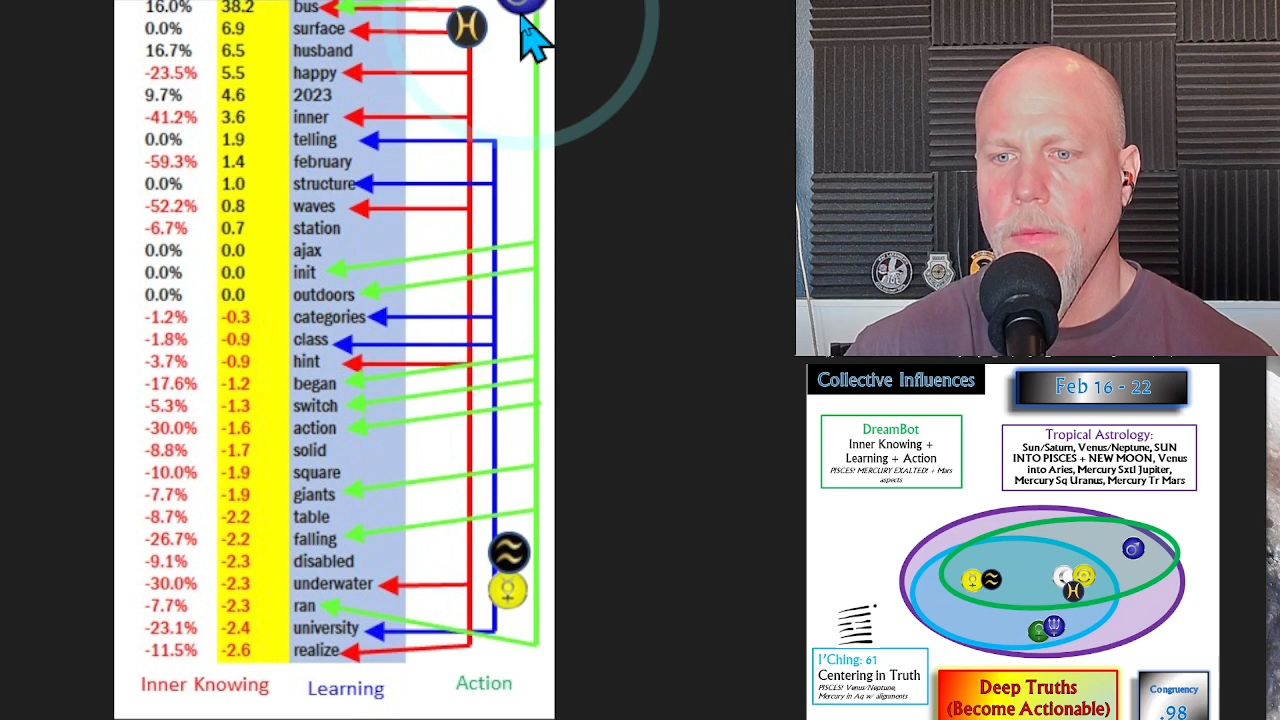 16.0% 38.2 bus
0.0% 6.9 surface
16.7% 6.5 husband
-23.5% 5.5 happy
9.7% 4.6 2023
-41.2% 3.6 inner
0.0% 1.9 telling
-59.3% 1.4 february
0.0% 1.0 structure
-52.2% 0.8 waves
-6.7% 0.7 station
0.0% 0.0 ajax
0.0% 0.0 init
0.0% 0.0 outdoors
-1.2% -0.3 categories
-1.8% -0.9 class
-3.7% -0.9 hint
-17.6% -1.2 began
-5.3% -1.3 switch
-30.0% -1.6 action
-8.8% -1.7 solid
-10.0% -1.9 square
-7.7% -1.9 giants
-8.7% -2.2 table
-26.7% -2.2 falling
-9.1% -2.3 disabled
-30.0% -2.3 underwater
-7.7% -2.3 ran
-23.1% -2.4 university
-11.5% -2.6 realize
Inner Knowing Learning Action
Collective Influences
Feb 16 - 22
DreamBot
Inner Knowing +
Learning + Action
PISCES! MERCURY EXALTED! + Mars
aspects
Tropical Astrology:
Sun/Saturn, Venus/Neptune, SUN
INTO PISCES + NEW MOON, Venus
into Aries, Mercury Sxtl Jupiter,
Mercury Sq Uranus, Mercury Tr Mars
I'Ching: 61
Centering in Truth
PISCES! Venus/Neptune,
Mercury in Aq w/ alignments
Deep Truths
(Become Actionable)
Congruency
.98